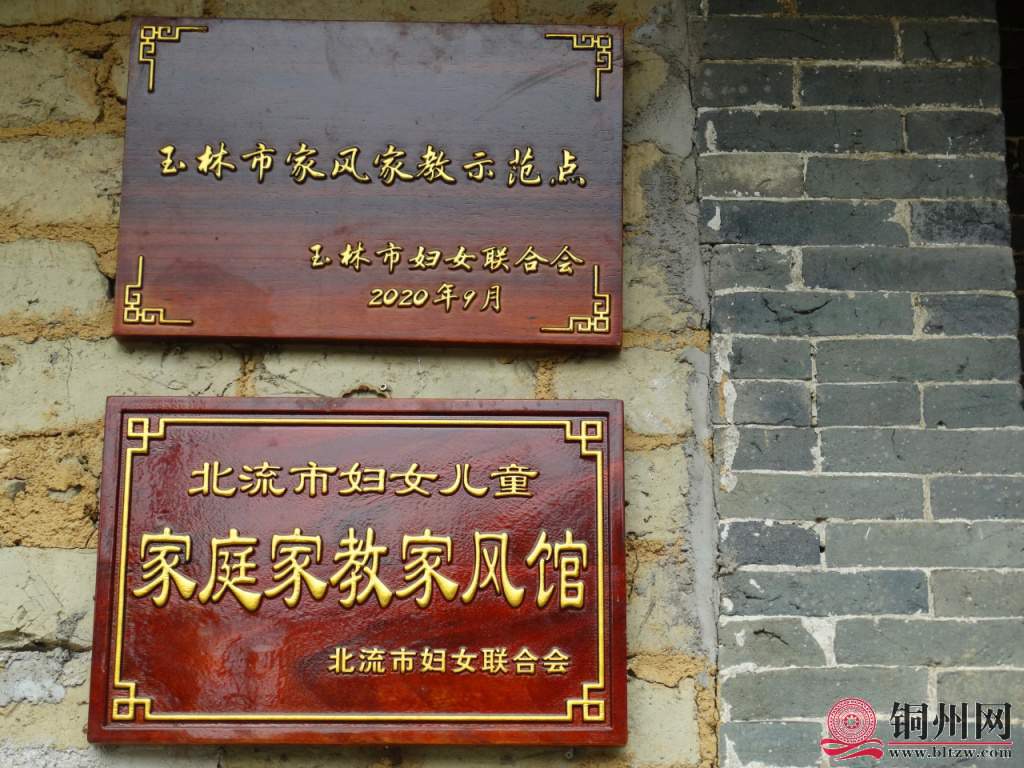 玉林市家风家教示范点
玉林市妇女联合会
2020年9月
北流市妇女儿童
家庭家教家风馆
北流市妇女联合会
铜州网
www.bltzw.com